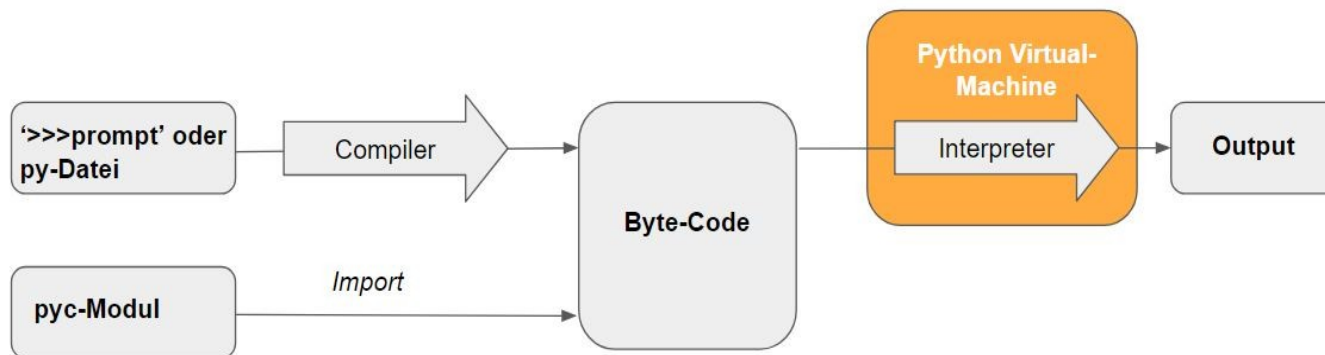 ‘>>>prompt’ oder
py-Datei
Compiler
Byte-Code
Python Virtual-
Machine
Interpreter
Output
pyc-Modul
Import